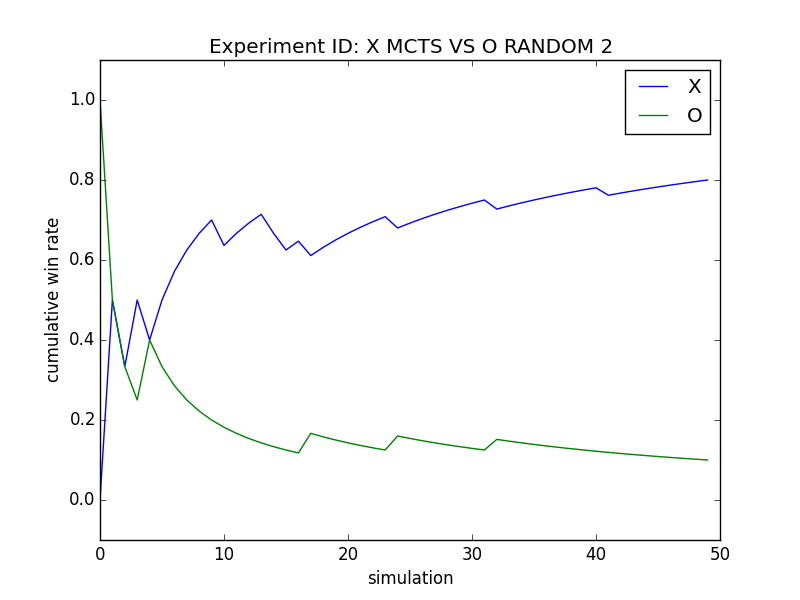 Experiment ID: X MCTS VS O RANDOM 2
X
O
1.0
0.8
0.6
0.4
0.2
0.0
cumulative win rate
0 10 20 30 40 50
simulation